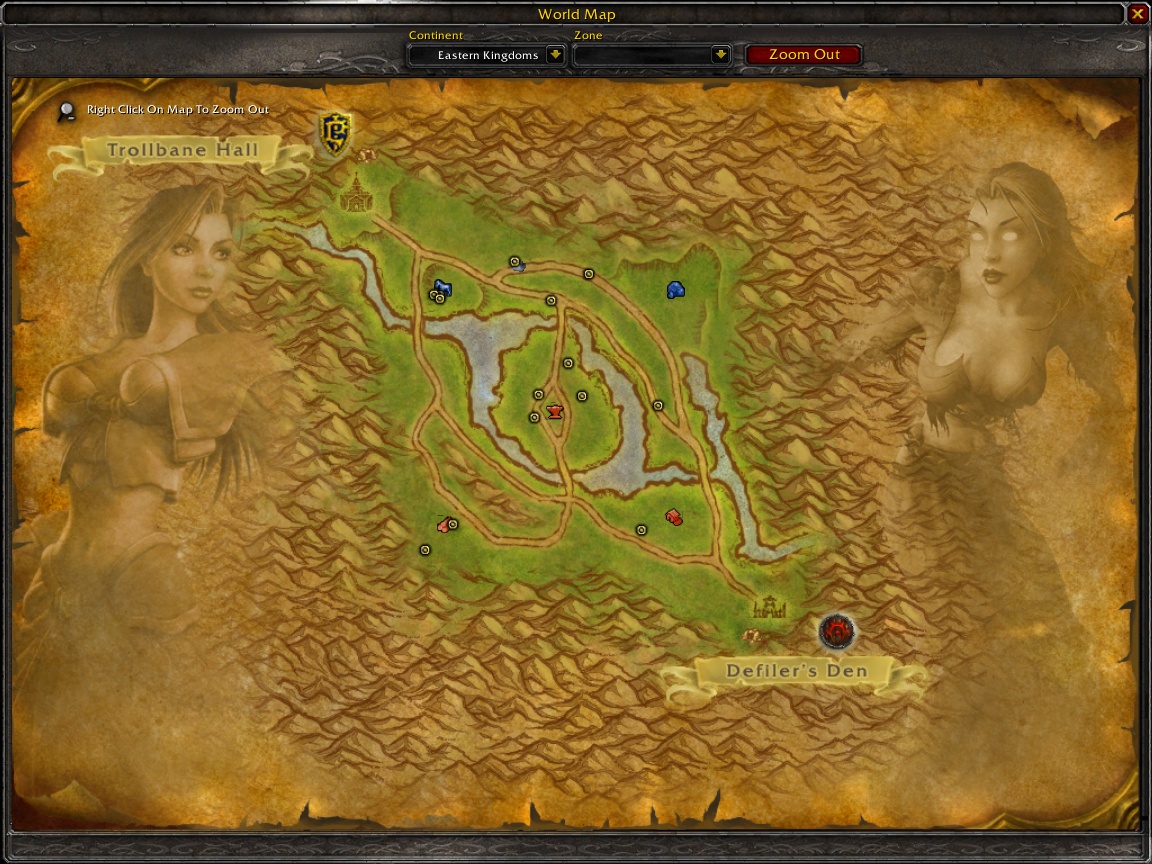 World Map
Continent
Zone
Eastern Kingdoms
Zoom Out
Right Click On Map To Zoom Out
Trollbane Hall
Defiler's Den